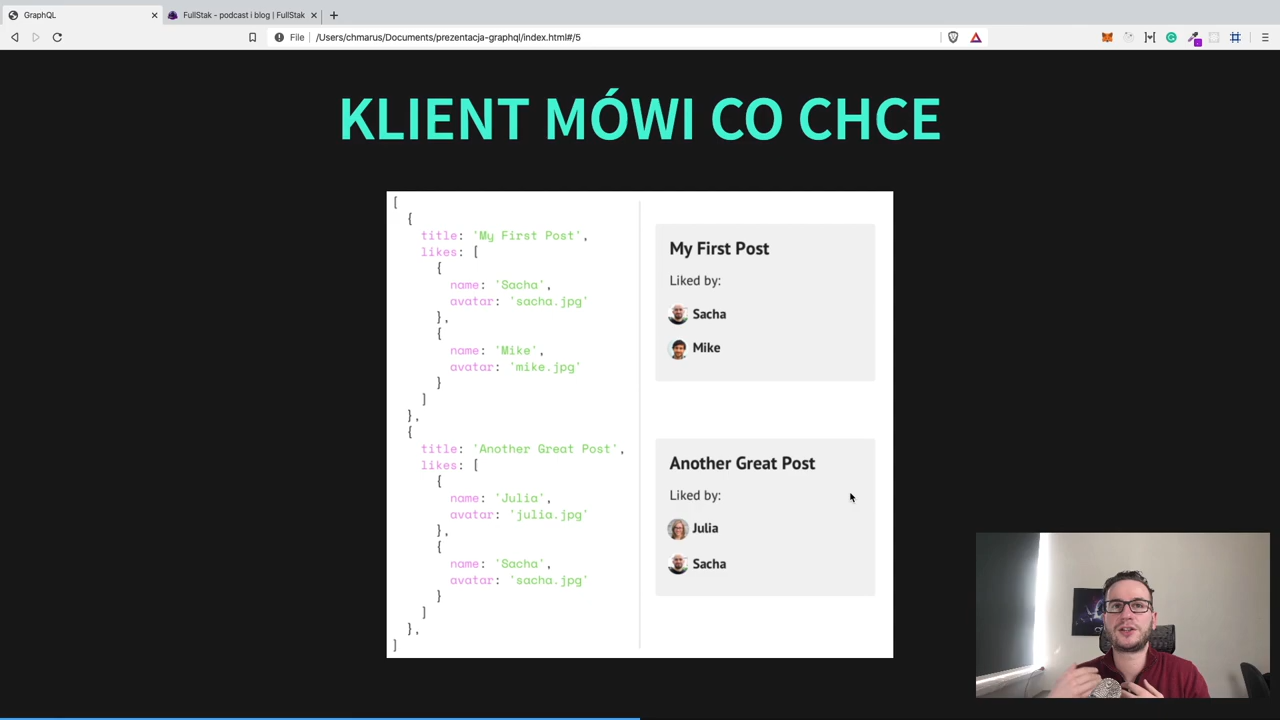 GraphQL
FullStak - podcast i blog | FullStak
File
/Users/chmarus/Documents/prezentacja-graphql/index.html#/5
KLIENT MÓWI CO CHCE
[
{
title: 'My First Post',
likes: [
{
name: 'Sacha',
avatar: 'sacha.jpg'
},
{
name: 'Mike',
avatar: 'mike.jpg'
}
]
},
{
title: 'Another Great Post',
likes: [
{
name: 'Julia',
avatar: 'julia.jpg'
},
{
name: 'Sacha',
avatar: 'sacha.jpg'
}
]
},
]
My First Post
Liked by:
Sacha
Mike
Another Great Post
Liked by:
Julia
Sacha